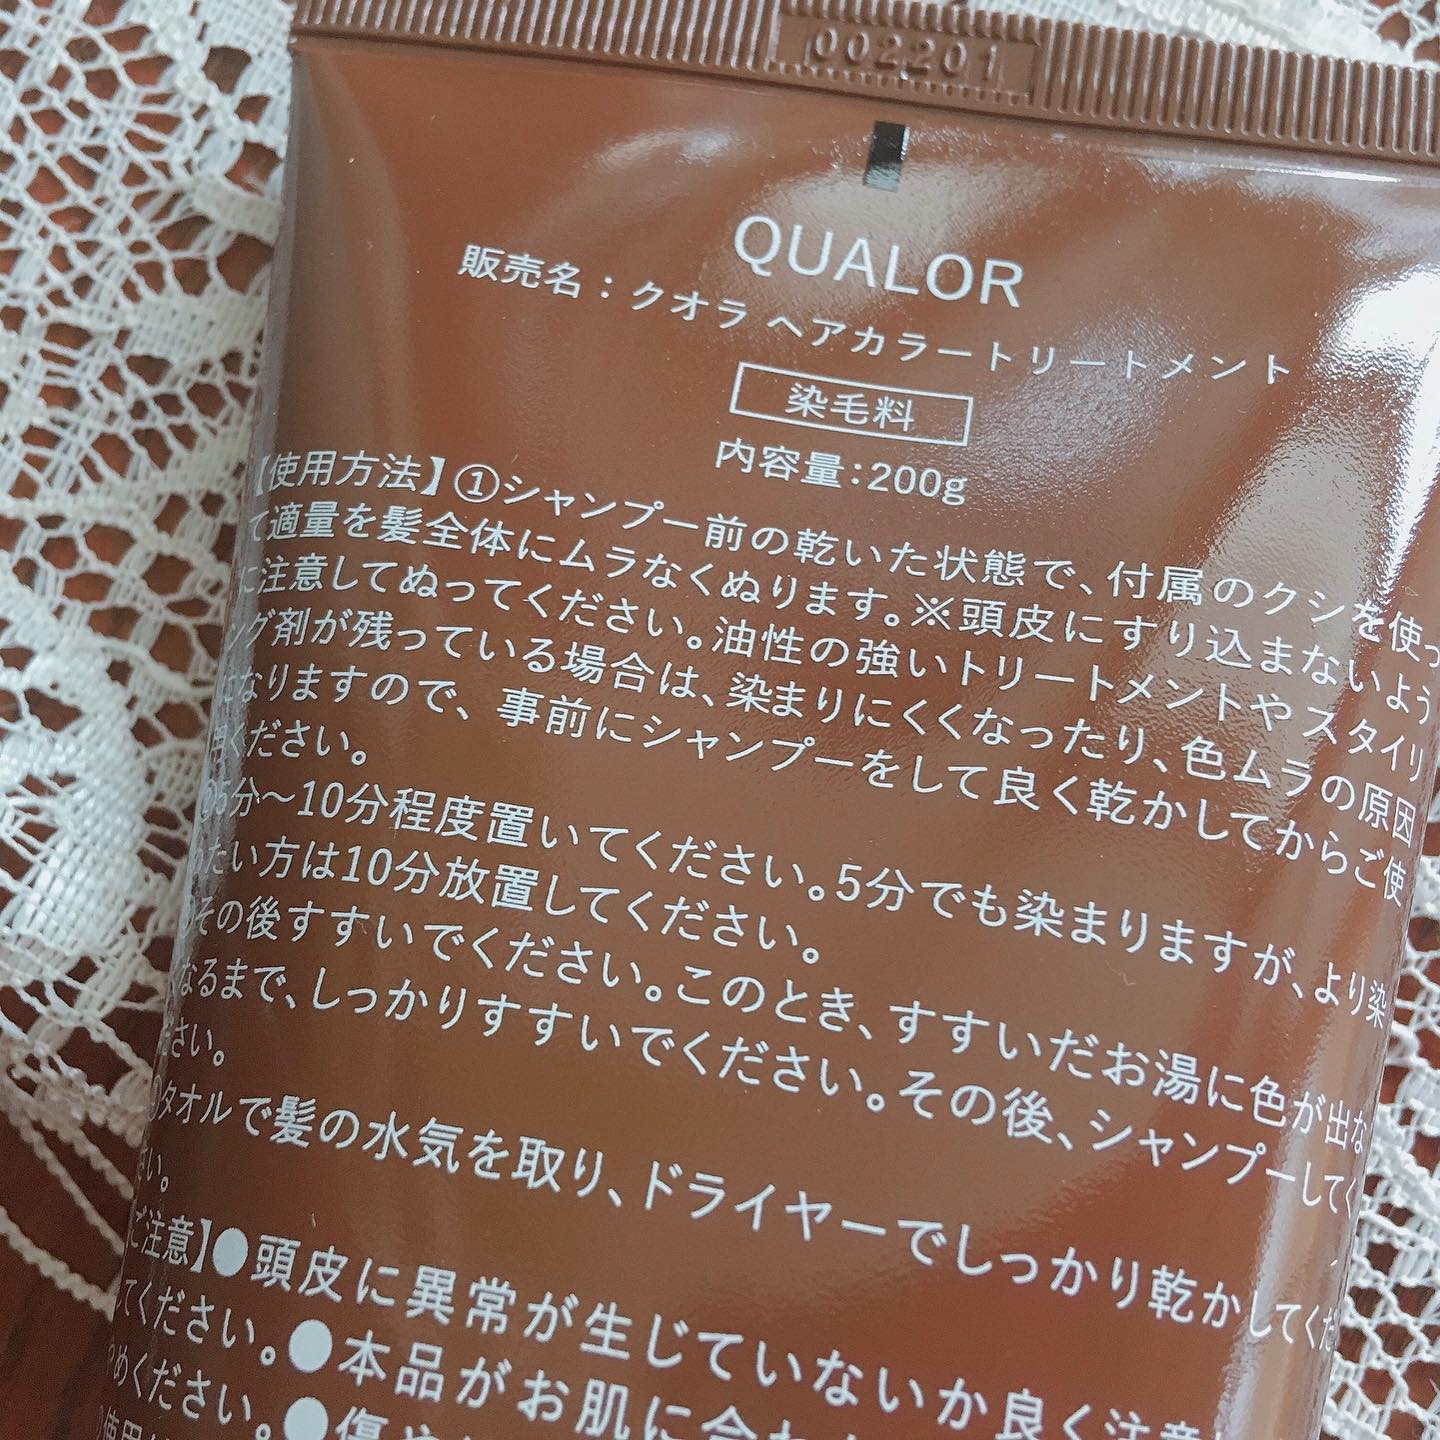 002201
QUALOR
販売名：クオラ ヘアカラートリートメント
染毛料
内容量：200g
【使用方法】①シャンプー前の乾いた状態で、付属のクシを使っ
て適量を髪全体にムラなくぬります。※頭皮にすり込まないよう
に注意してぬってください。油性の強いトリートメントやスタイリ
ング剤が残っている場合は、染まりにくくなったり、色ムラの原因
になりますので、事前にシャンプーをして良く乾かしてからご使
用ください。
5分〜10分程度置いてください。5分でも染まりますが、より染
めたい方は10分放置してください。
その後すすいでください。このとき、すすいだお湯に色が出な
くなるまで、しっかりすすいでください。その後、シャンプーしてく
ださい。
タオルで髪の水気を取り、ドライヤーでしっかり乾かしてくだ
さい。
ご注意】●頭皮に異常が生じていないか良く注意
てください。●本品がお肌に合わ
やめください。●傷や